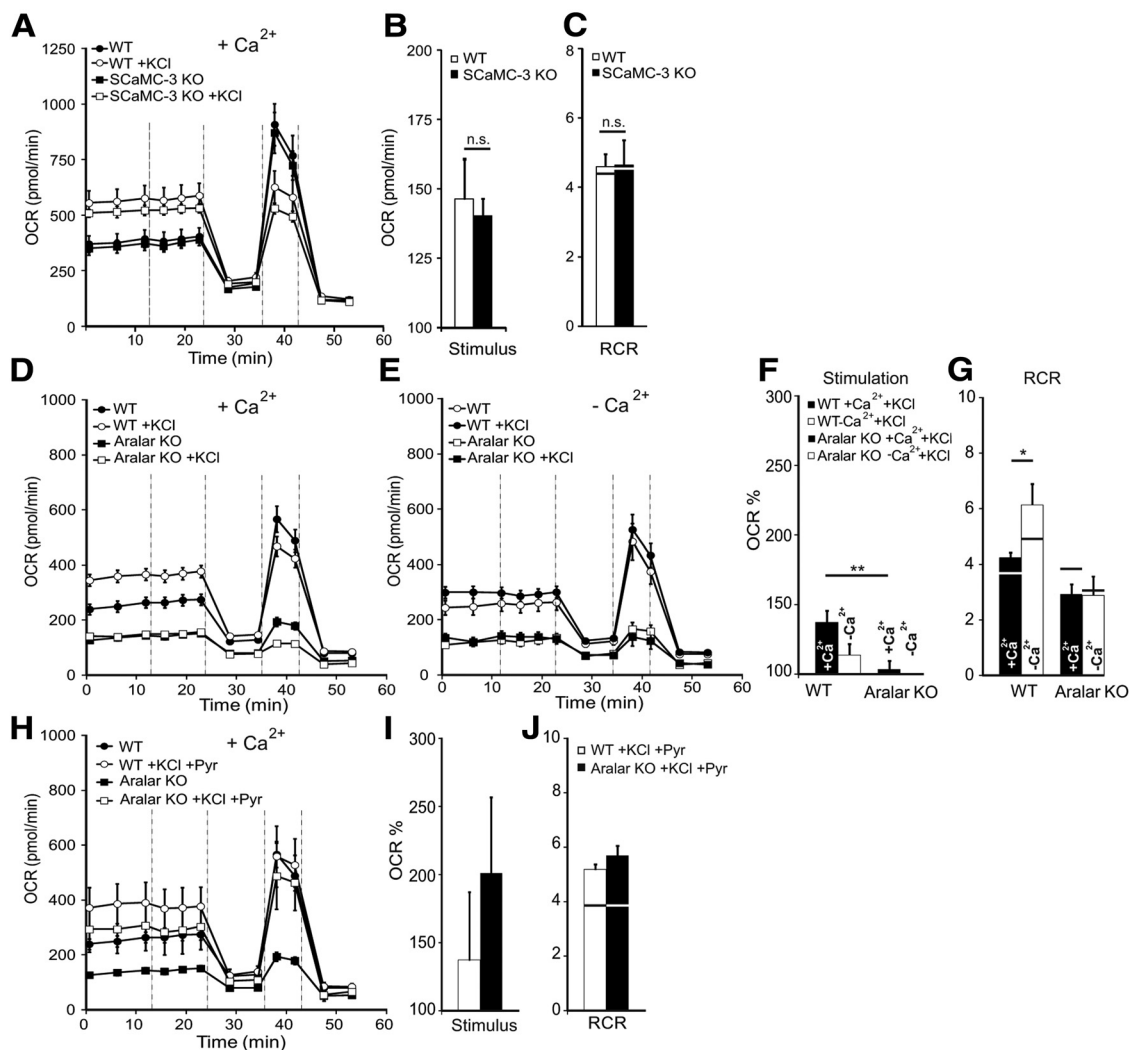 A
+ Ca2+
WT
WT +KCl
SCaMC-3 KO
SCaMC-3 KO +KCl
OCR (pmol/min)
1250
1000
750
500
250
0
0 10 20 30 40 50 60
Time (min)
B
WT
SCaMC-3 KO
n.s.
OCR (pmol/min)
200
175
150
125
100
Stimulus
C
WT
SCaMC-3 KO
n.s.
8
6
4
2
0
RCR
D
+ Ca2+
WT
WT +KCl
Aralar KO
Aralar KO +KCl
OCR (pmol/min)
1000
800
600
400
200
0
0 10 20 30 40 50 60
Time (min)
E
- Ca2+
WT
WT +KCl
Aralar KO
Aralar KO +KCl
OCR (pmol/min)
1000
800
600
400
200
0
0 10 20 30 40 50 60
Time (min)
F
Stimulation
WT +Ca2++KCl
WT-Ca2++KCl
Aralar KO +Ca2++KCl
Aralar KO -Ca2++KCl
OCR %
300
250
200
150
100
**
+Ca2+
-Ca2+
+Ca2+
-Ca2+
WT Aralar KO
G
RCR
8
6
4
2
0
*
+Ca2+
-Ca2+
+Ca2+
-Ca2+
WT Aralar KO
H
+ Ca2+
WT
WT +KCl +Pyr
Aralar KO
Aralar KO +KCl +Pyr
OCR (pmol/min)
1000
800
600
400
200
0
0 10 20 30 40 50 60
Time (min)
I
OCR %
300
250
200
150
100
Stimulus
J
WT +KCl +Pyr
Aralar KO +KCl +Pyr
10
8
6
4
2
0
RCR